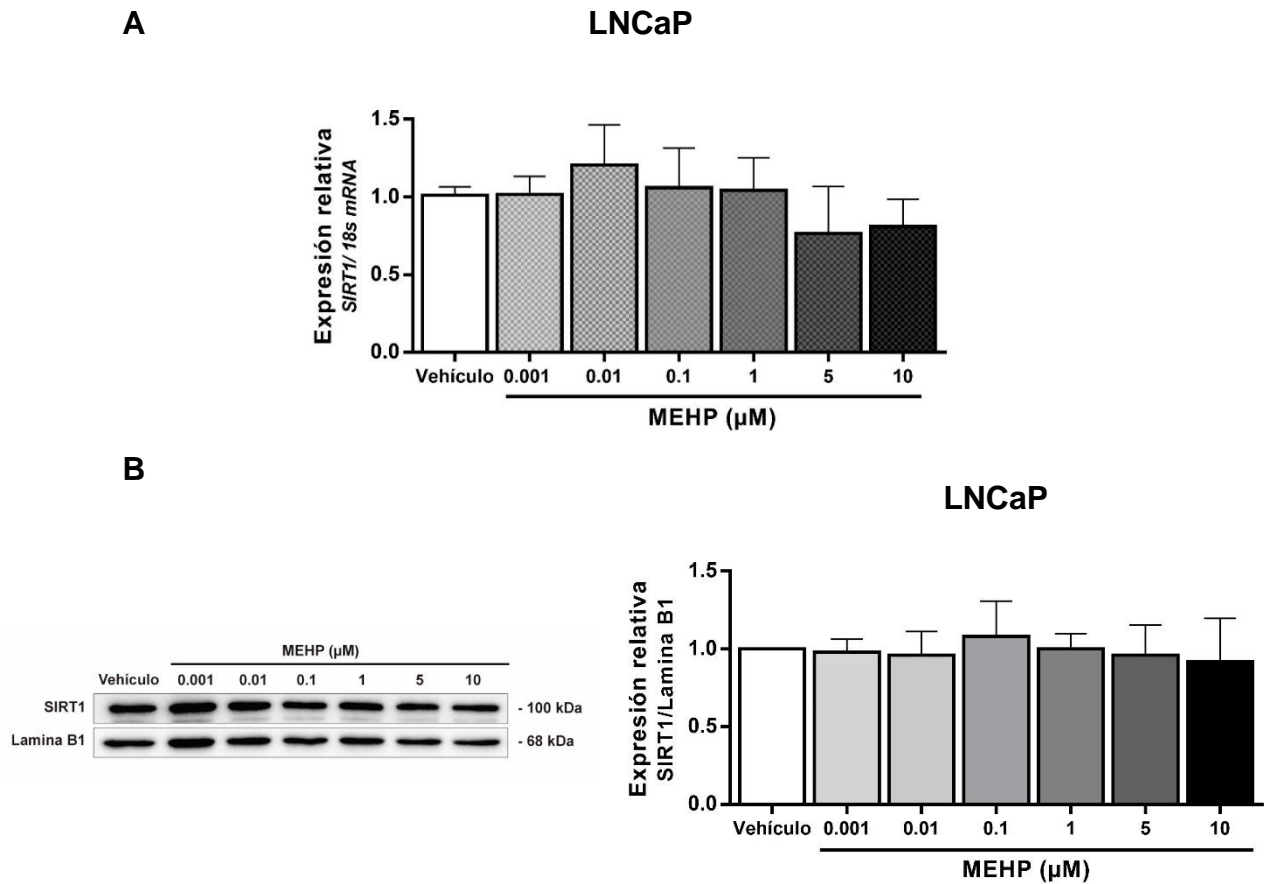 A
LNCaP
Expresión relativa
SIRT1/ 18s mRNA
1.5
1.0
0.5
0.0
Vehículo 0.001 0.01 0.1 1 5 10
MEHP (µM)
B
MEHP (µM)
Vehículo 0.001 0.01 0.1 1 5 10
SIRT1 - 100 kDa
Lamina B1 - 68 kDa
LNCaP
Expresión relativa
SIRT1/Lamina B1
1.5
1.0
0.5
0.0
Vehículo 0.001 0.01 0.1 1 5 10
MEHP (µM)